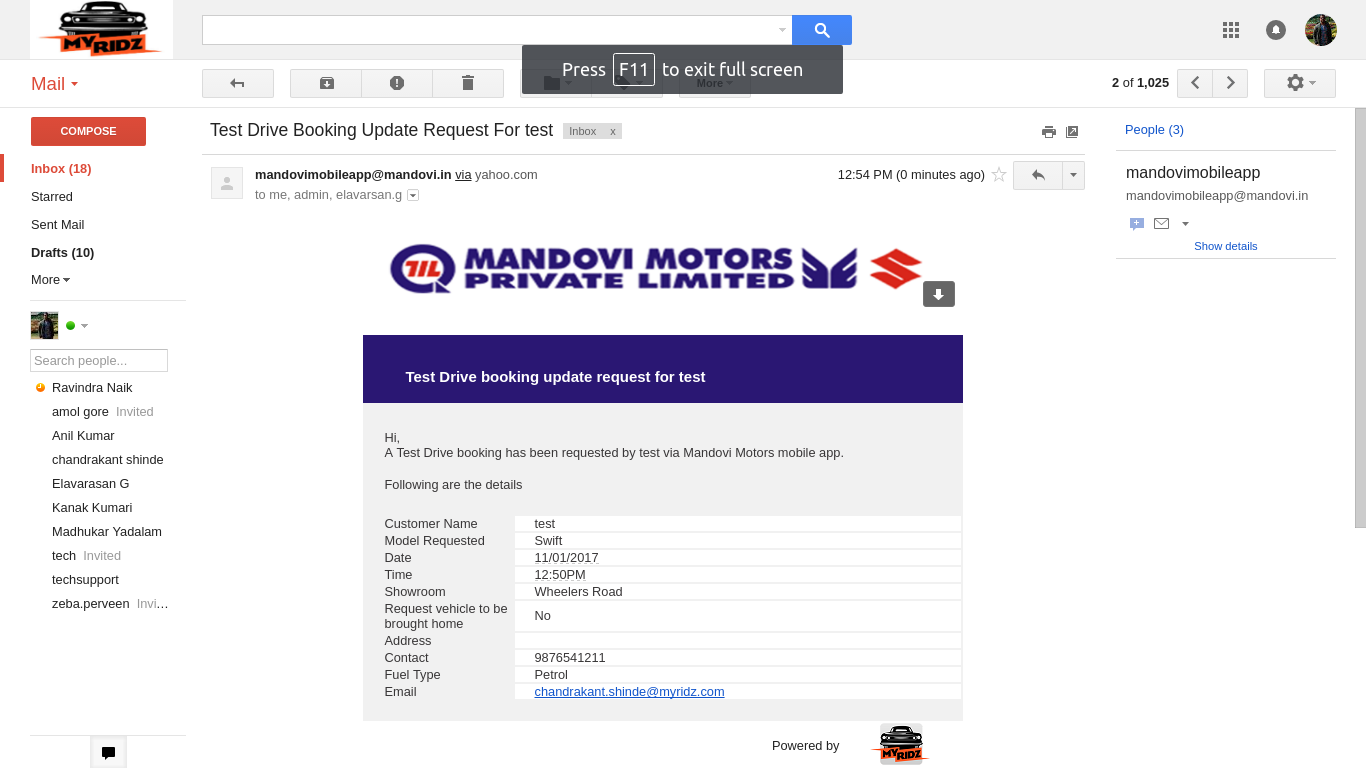 MYRIDZ
Press F11 to exit full screen
Mail
More
2 of 1,025
COMPOSE
Inbox (18)
Starred
Sent Mail
Drafts (10)
More
Search people...
Ravindra Naik
amol gore Invited
Anil Kumar
chandrakant shinde
Elavarasan G
Kanak Kumari
Madhukar Yadalam
tech Invited
techsupport
zeba.perveen Invi...
Test Drive Booking Update Request For test Inbox x
mandovimobileapp@mandovi.in via yahoo.com
12:54 PM (0 minutes ago)
to me, admin, elavarsan.g
MANDOVI MOTORS
PRIVATE LIMITED
Test Drive booking update request for test
Hi,
A Test Drive booking has been requested by test via Mandovi Motors mobile app.
Following are the details
Customer Name test
Model Requested Swift
Date 11/01/2017
Time 12:50PM
Showroom Wheelers Road
Request vehicle to be
brought home No
Address
Contact 9876541211
Fuel Type Petrol
Email chandrakant.shinde@myridz.com
Powered by
MYRIDZ
People (3)
mandovimobileapp
mandovimobileapp@mandovi.in
Show details